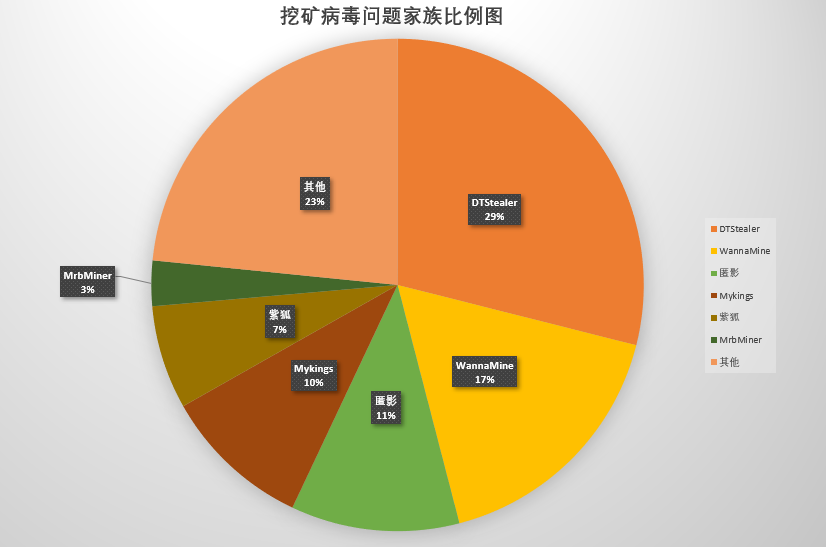 挖矿病毒问题家族比例图
其他
23%
DTStealer
29%
MrbMiner
3%
紫狐
7%
Mykings
10%
WannaMine
17%
匿影
11%
DTStealer
WannaMine
匿影
Mykings
紫狐
MrbMiner
其他